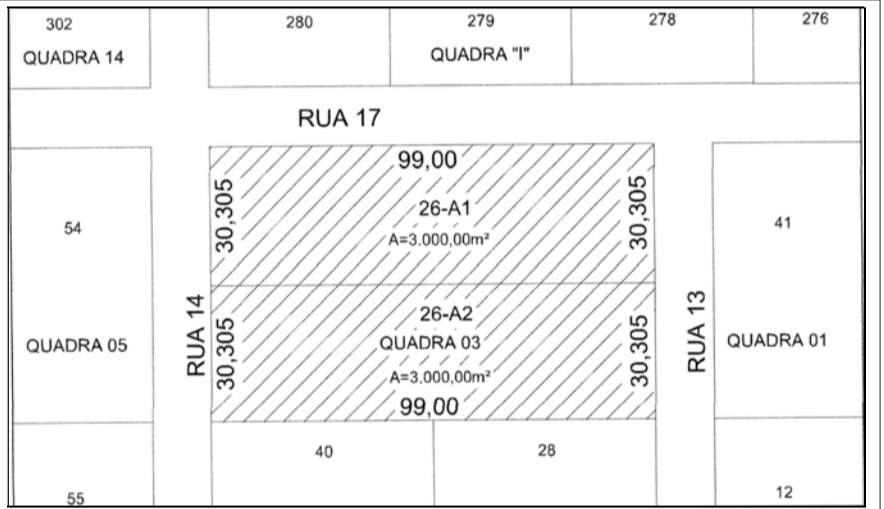 302
280
279
278
276
QUADRA 14
QUADRA "I"
RUA 17
99,00
30,305
26-A1
30,305
A=3.000,00m²
54
41
RUA 14
26-A2
RUA 13
QUADRA 05
30,305
QUADRA 03
30,305
QUADRA 01
A=3.000,00m²
99,00
40
28
55
12